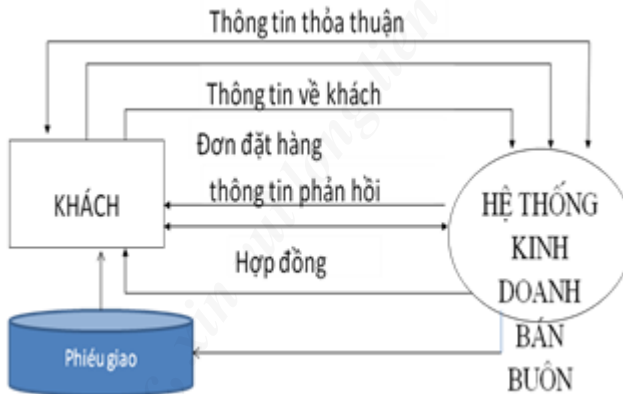 Thông tin thỏa thuận
Thông tin về khách
Đơn đặt hàng
thông tin phản hồi
KHÁCH
Hợp đồng
HỆ THỐNG
KINH
DOANH
BÁN
BUÔN
Phiếu giao